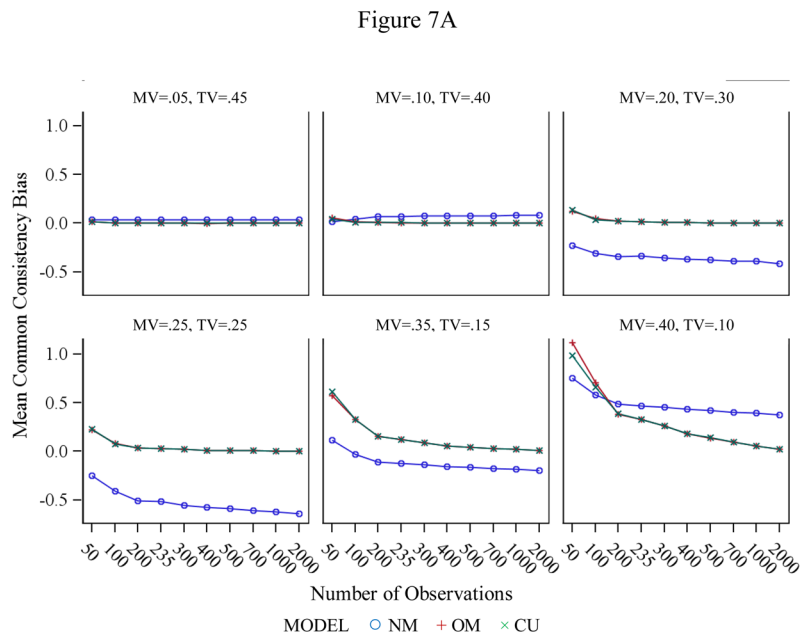 Figure 7A
MV=.05, TV=.45
MV=.10, TV=.40
MV=.20, TV=.30
1.0
0.5
0.0
-0.5
MV=.25, TV=.25
MV=.35, TV=.15
MV=.40, TV=.10
1.0
0.5
0.0
-0.5
Mean Common Consistency Bias
50 100 200 235 300 400 500 700 1000 2000
50 100 200 235 300 400 500 700 1000 2000
50 100 200 235 300 400 500 700 1000 2000
Number of Observations
MODEL NM OM CU